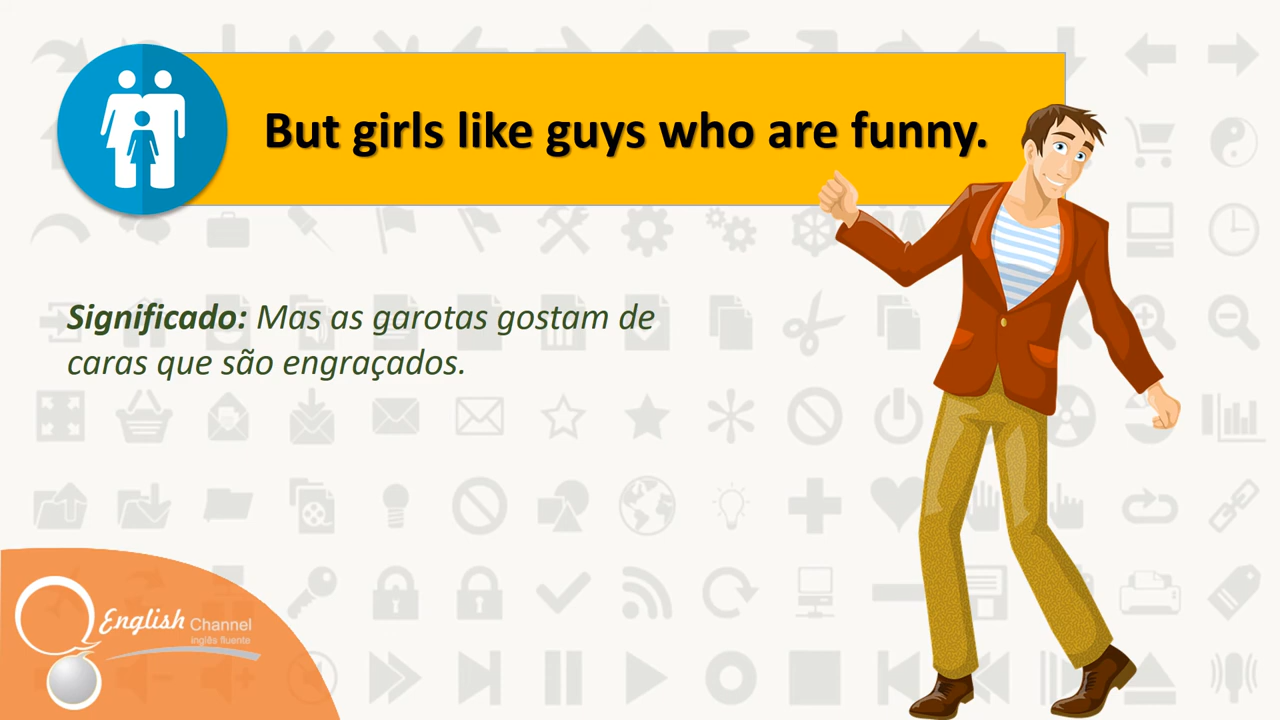 But girls like guys who are funny.
Significado: Mas as garotas gostam de
caras que são engraçados.
English Channel
inglês fluente